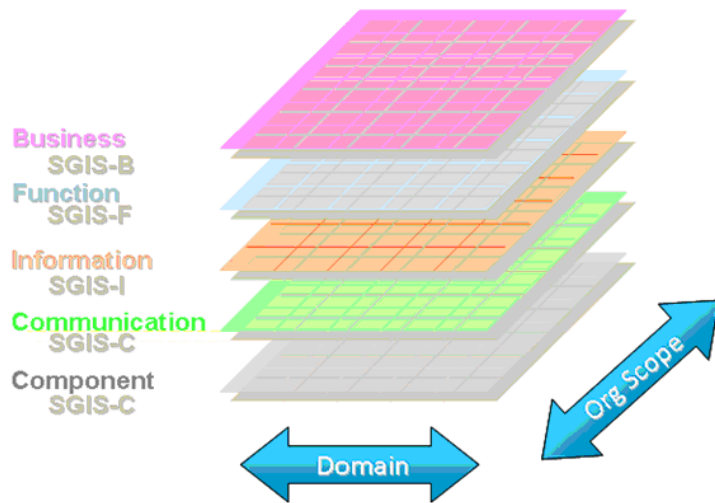 Business
SGIS-B
Function
SGIS-F
Information
SGIS-I
Communication
SGIS-C
Component
SGIS-C
Org Scope
Domain